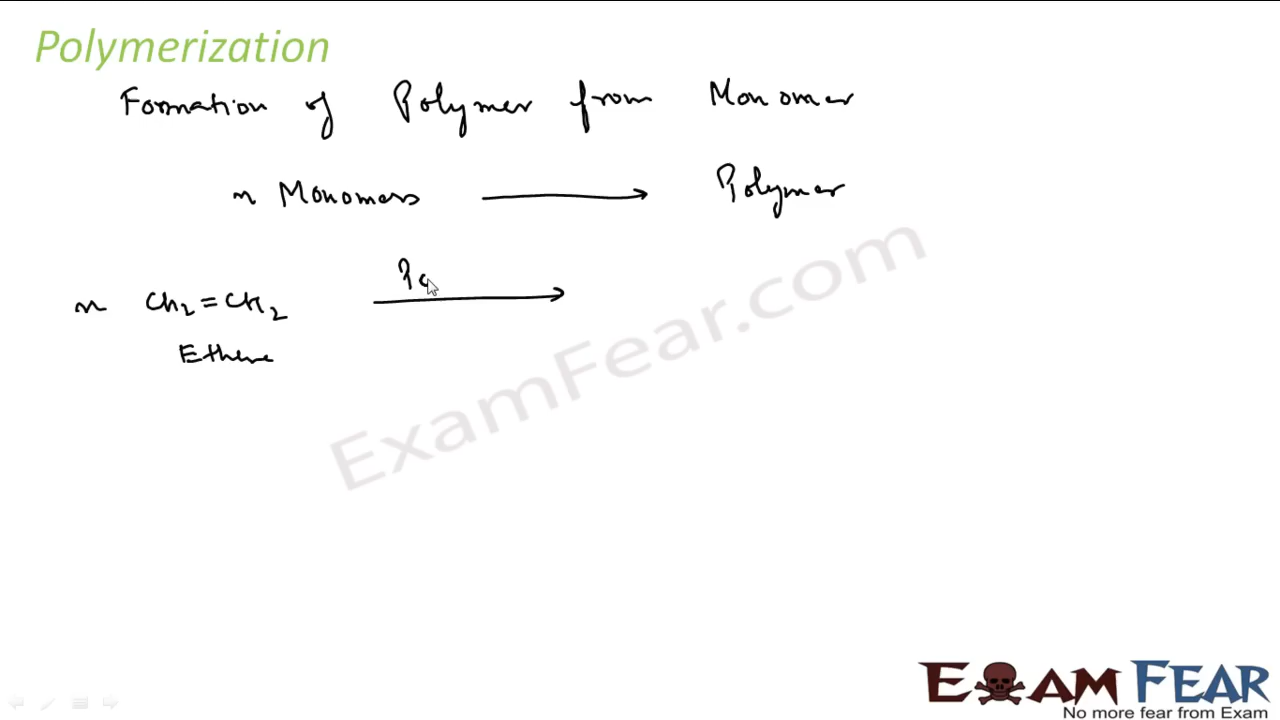 Polymerization
Formation of Polymer from Monomer
n Monomers → Polymer
Po
n CH₂=CH₂ →
Ethene
ExamFear.com
EXAM FEAR
No more fear from Exam